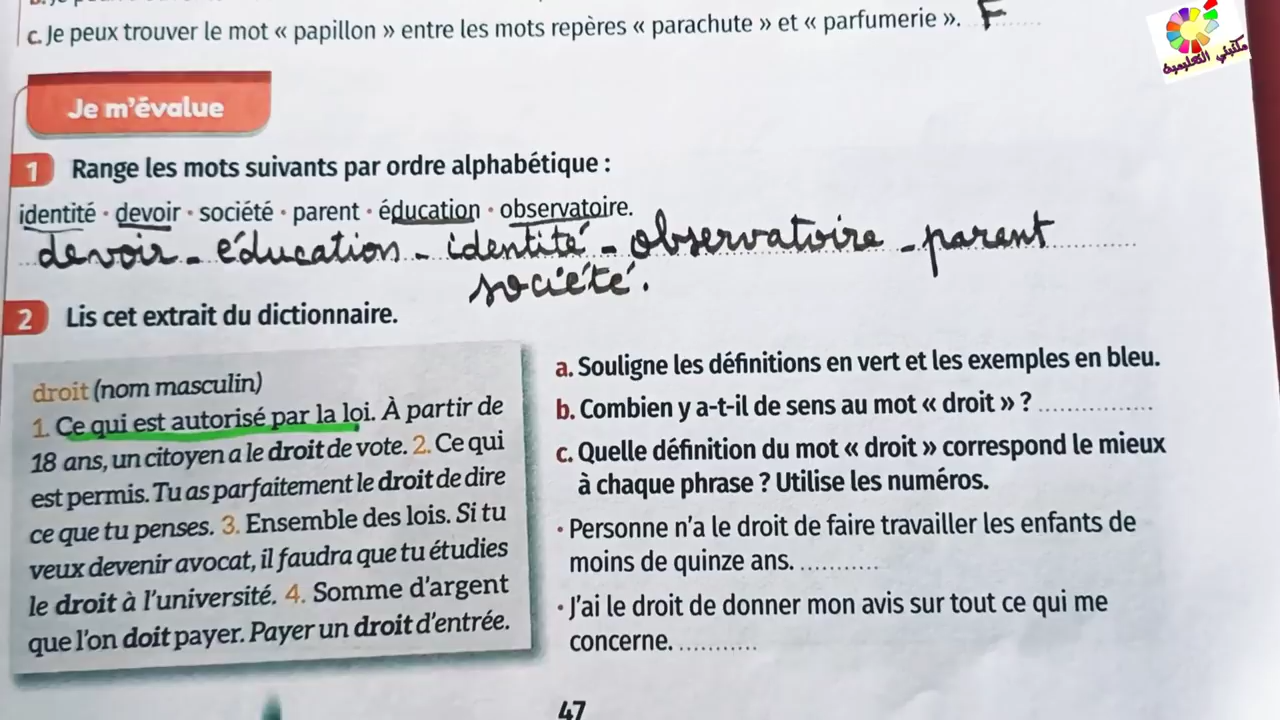 c. Je peux trouver le mot « papillon » entre les mots repères « parachute » et « parfumerie ». F
مكتبتي التعليمية
Je m'évalue
1 Range les mots suivants par ordre alphabétique :
identité • devoir • société • parent • éducation • observatoire.
devoir - éducation - identité - observatoire - parent
société.
2 Lis cet extrait du dictionnaire.
droit (nom masculin)
1. Ce qui est autorisé par la loi. À partir de
18 ans, un citoyen a le droit de vote. 2. Ce qui
est permis. Tu as parfaitement le droit de dire
ce que tu penses. 3. Ensemble des lois. Si tu
veux devenir avocat, il faudra que tu étudies
le droit à l'université. 4. Somme d'argent
que l'on doit payer. Payer un droit d'entrée.
a. Souligne les définitions en vert et les exemples en bleu.
b. Combien y a-t-il de sens au mot « droit » ? ................
c. Quelle définition du mot « droit » correspond le mieux
à chaque phrase ? Utilise les numéros.
• Personne n'a le droit de faire travailler les enfants de
moins de quinze ans. ...........
• J'ai le droit de donner mon avis sur tout ce qui me
concerne. ...........
47